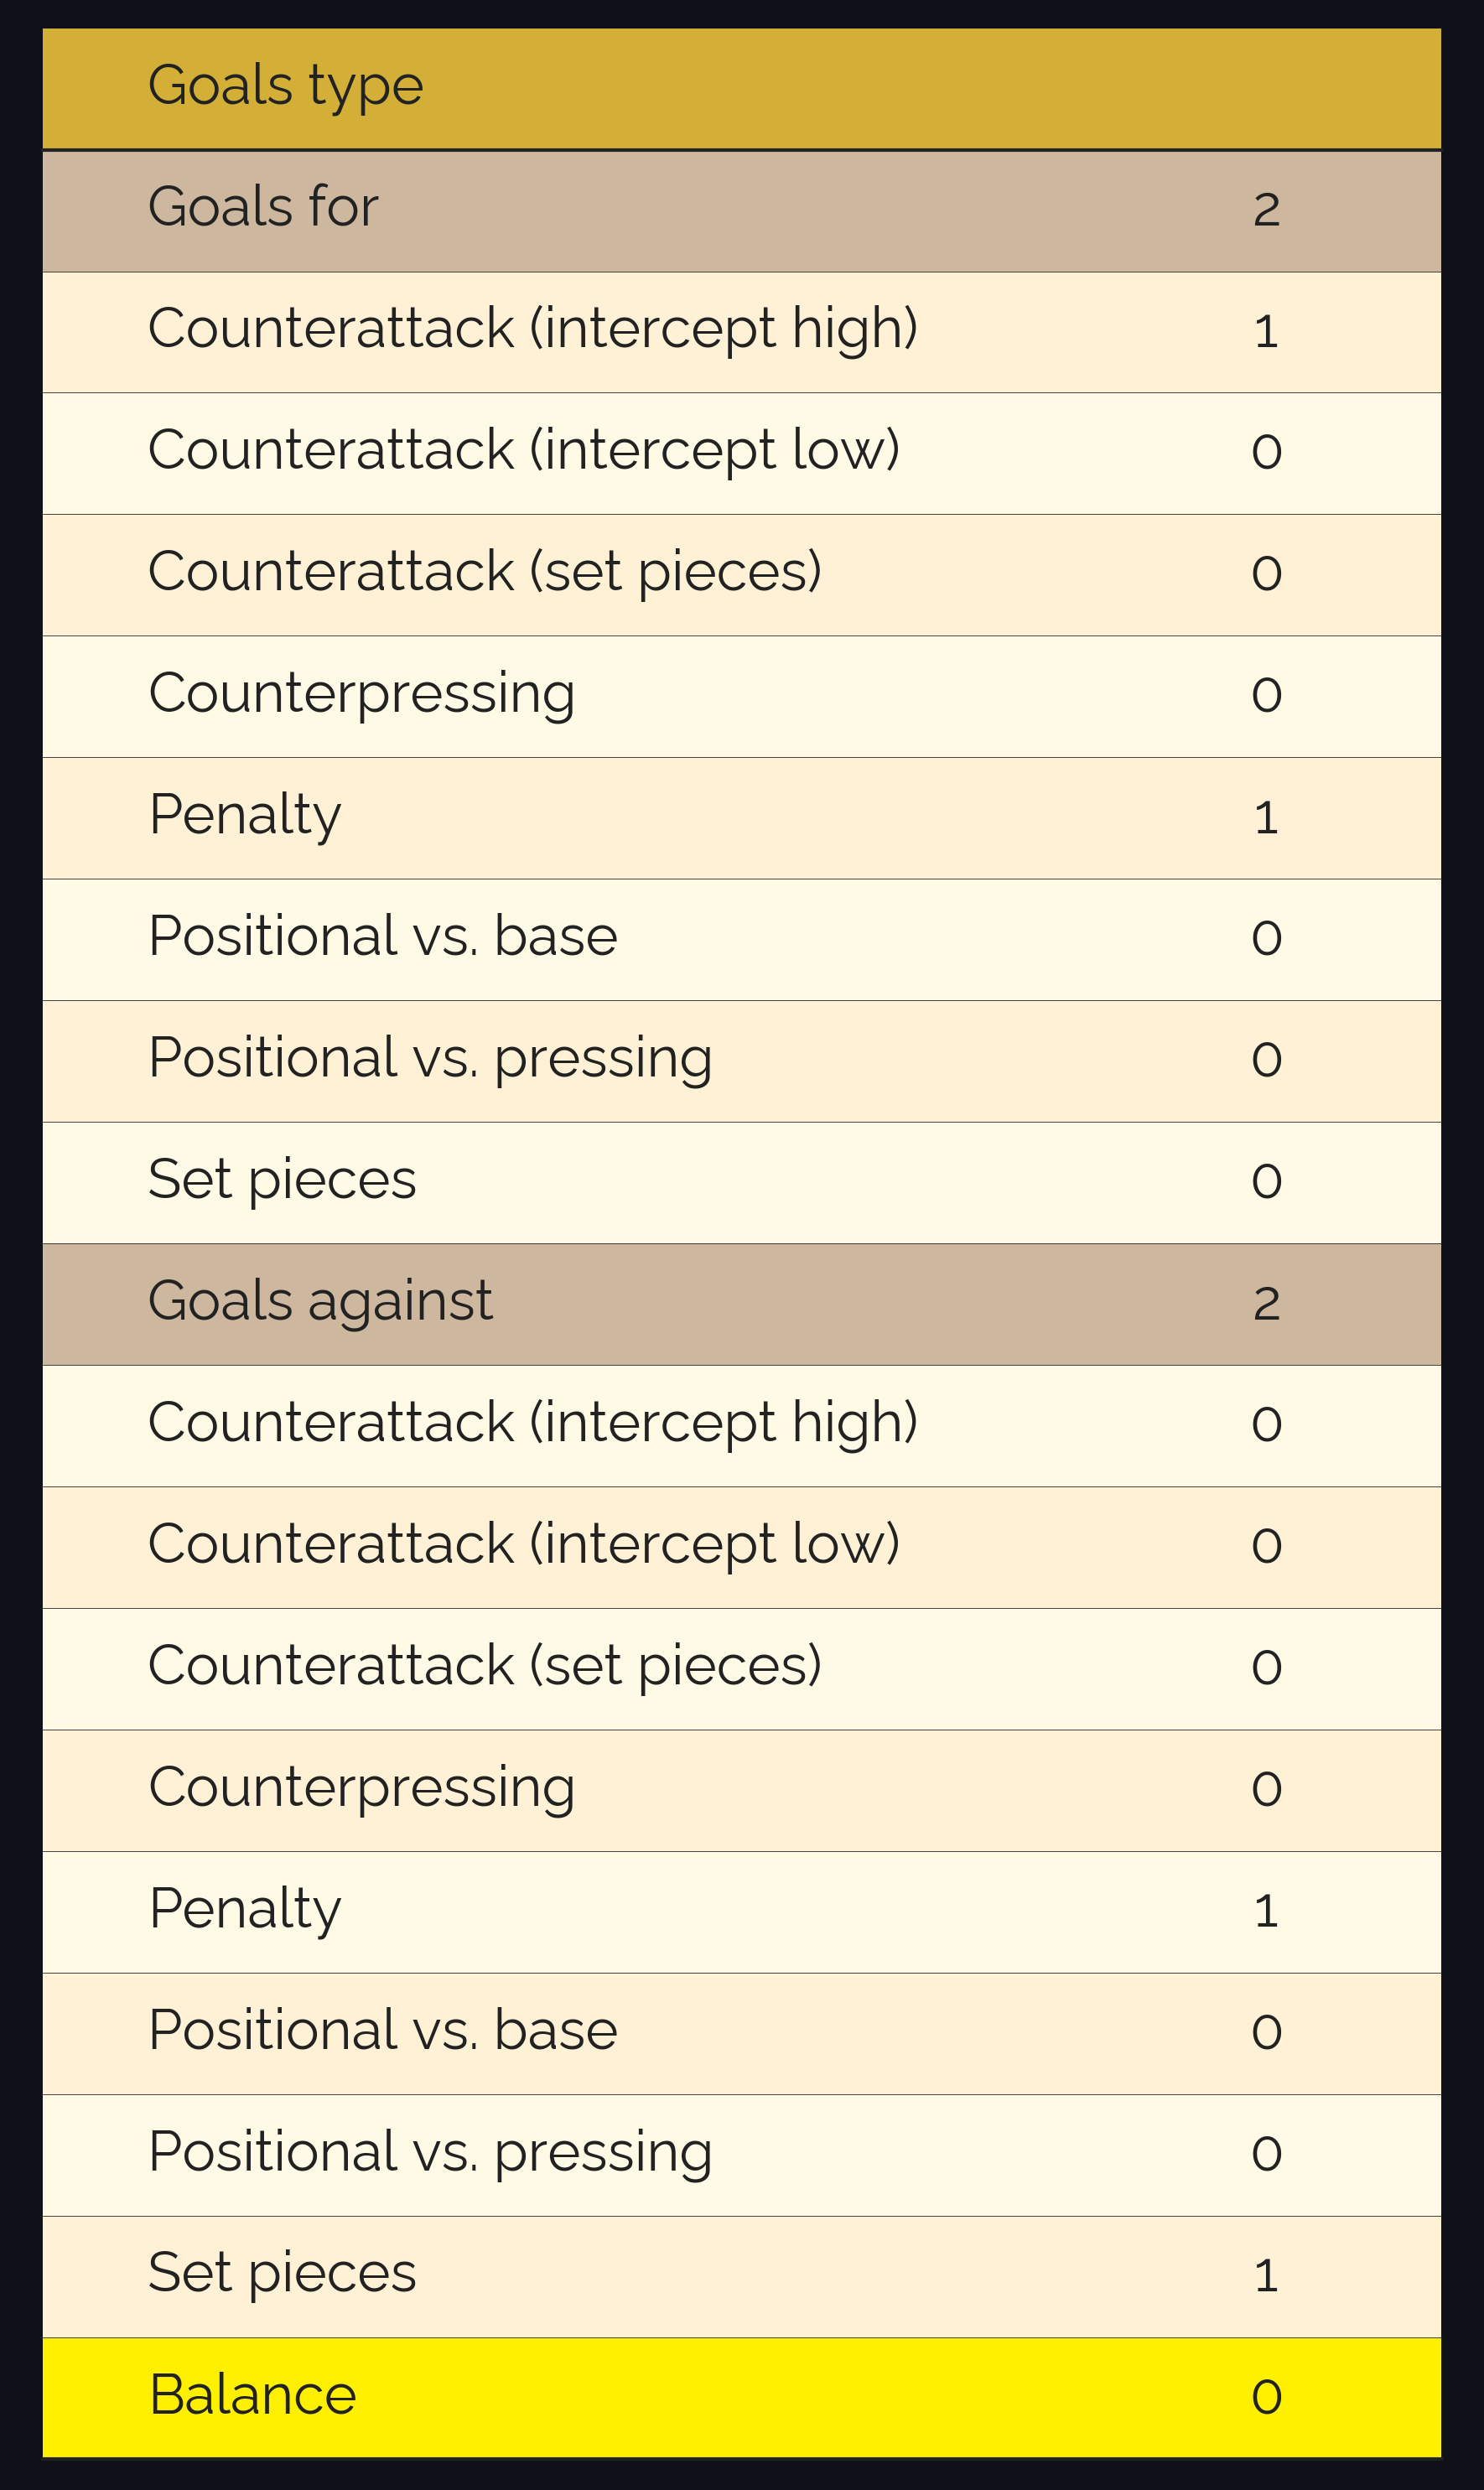 Goals type
Goals for 2
Counterattack (intercept high) 1
Counterattack (intercept low) 0
Counterattack (set pieces) 0
Counterpressing 0
Penalty 1
Positional vs. base 0
Positional vs. pressing 0
Set pieces 0
Goals against 2
Counterattack (intercept high) 0
Counterattack (intercept low) 0
Counterattack (set pieces) 0
Counterpressing 0
Penalty 1
Positional vs. base 0
Positional vs. pressing 0
Set pieces 1
Balance 0